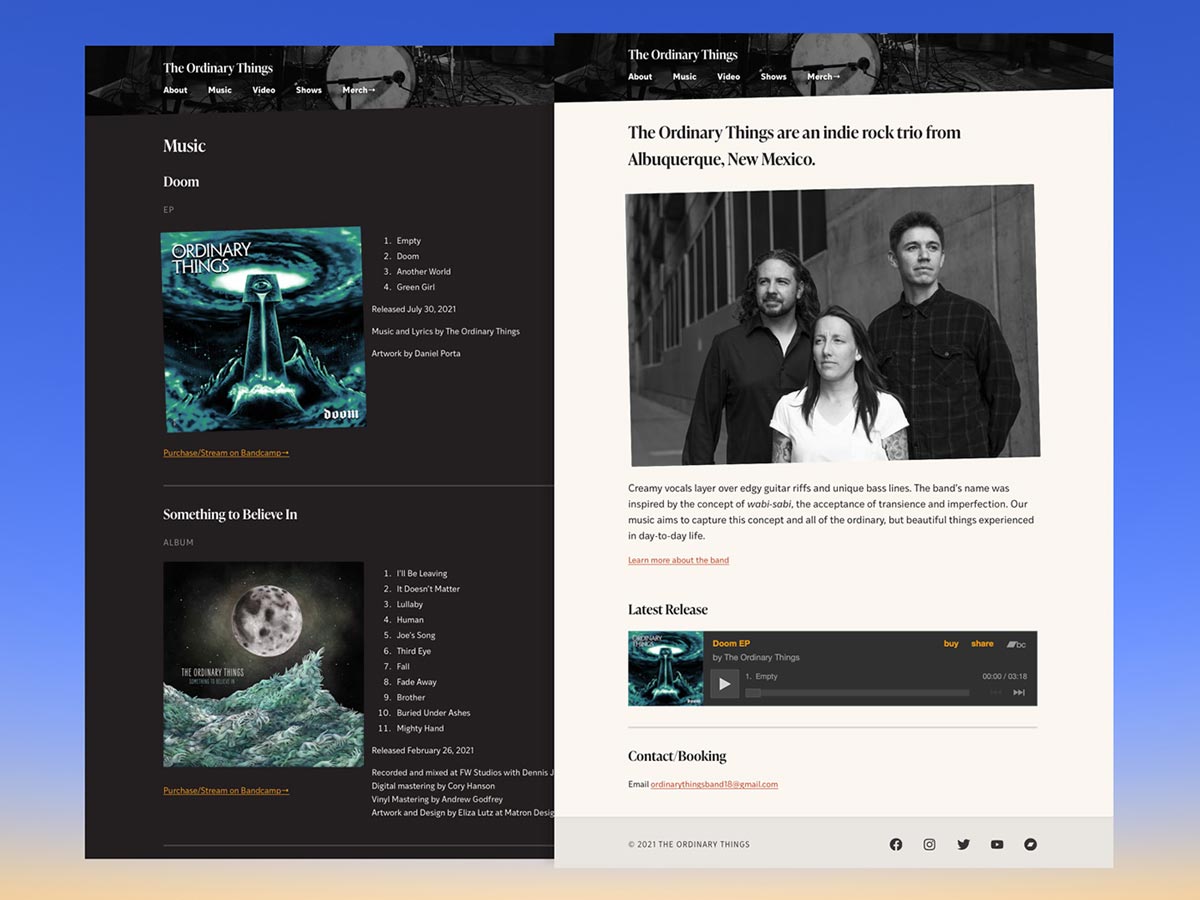 The Ordinary Things
About Music Video Shows Merch→
Music
Doom
EP
ORDINARY
THINGS
doom
1. Empty
2. Doom
3. Another World
4. Green Girl
Released July 30, 2021
Music and Lyrics by The Ordinary Things
Artwork by Daniel Porta
Purchase/Stream on Bandcamp→
Something to Believe In
ALBUM
THE ORDINARY THINGS
SOMETHING TO BELIEVE IN
1. I'll Be Leaving
2. It Doesn't Matter
3. Lullaby
4. Human
5. Joe's Song
6. Third Eye
7. Fall
8. Fade Away
9. Brother
10. Buried Under Ashes
11. Mighty Hand
Released February 26, 2021
Recorded and mixed at FW Studios with Dennis J
Digital mastering by Cory Hanson
Vinyl Mastering by Andrew Godfrey
Artwork and Design by Eliza Lutz at Matron Desig
Purchase/Stream on Bandcamp→
The Ordinary Things
About Music Video Shows Merch→
The Ordinary Things are an indie rock trio from
Albuquerque, New Mexico.
Creamy vocals layer over edgy guitar riffs and unique bass lines. The band's name was
inspired by the concept of wabi-sabi, the acceptance of transience and imperfection. Our
music aims to capture this concept and all of the ordinary, but beautiful things experienced
in day-to-day life.
Learn more about the band
Latest Release
ORDINARY
THINGS
doom
Doom EP
buy share bc
by The Ordinary Things
1. Empty 00:00 / 03:18
Contact/Booking
Email ordinarythingsband18@gmail.com
© 2021 THE ORDINARY THINGS